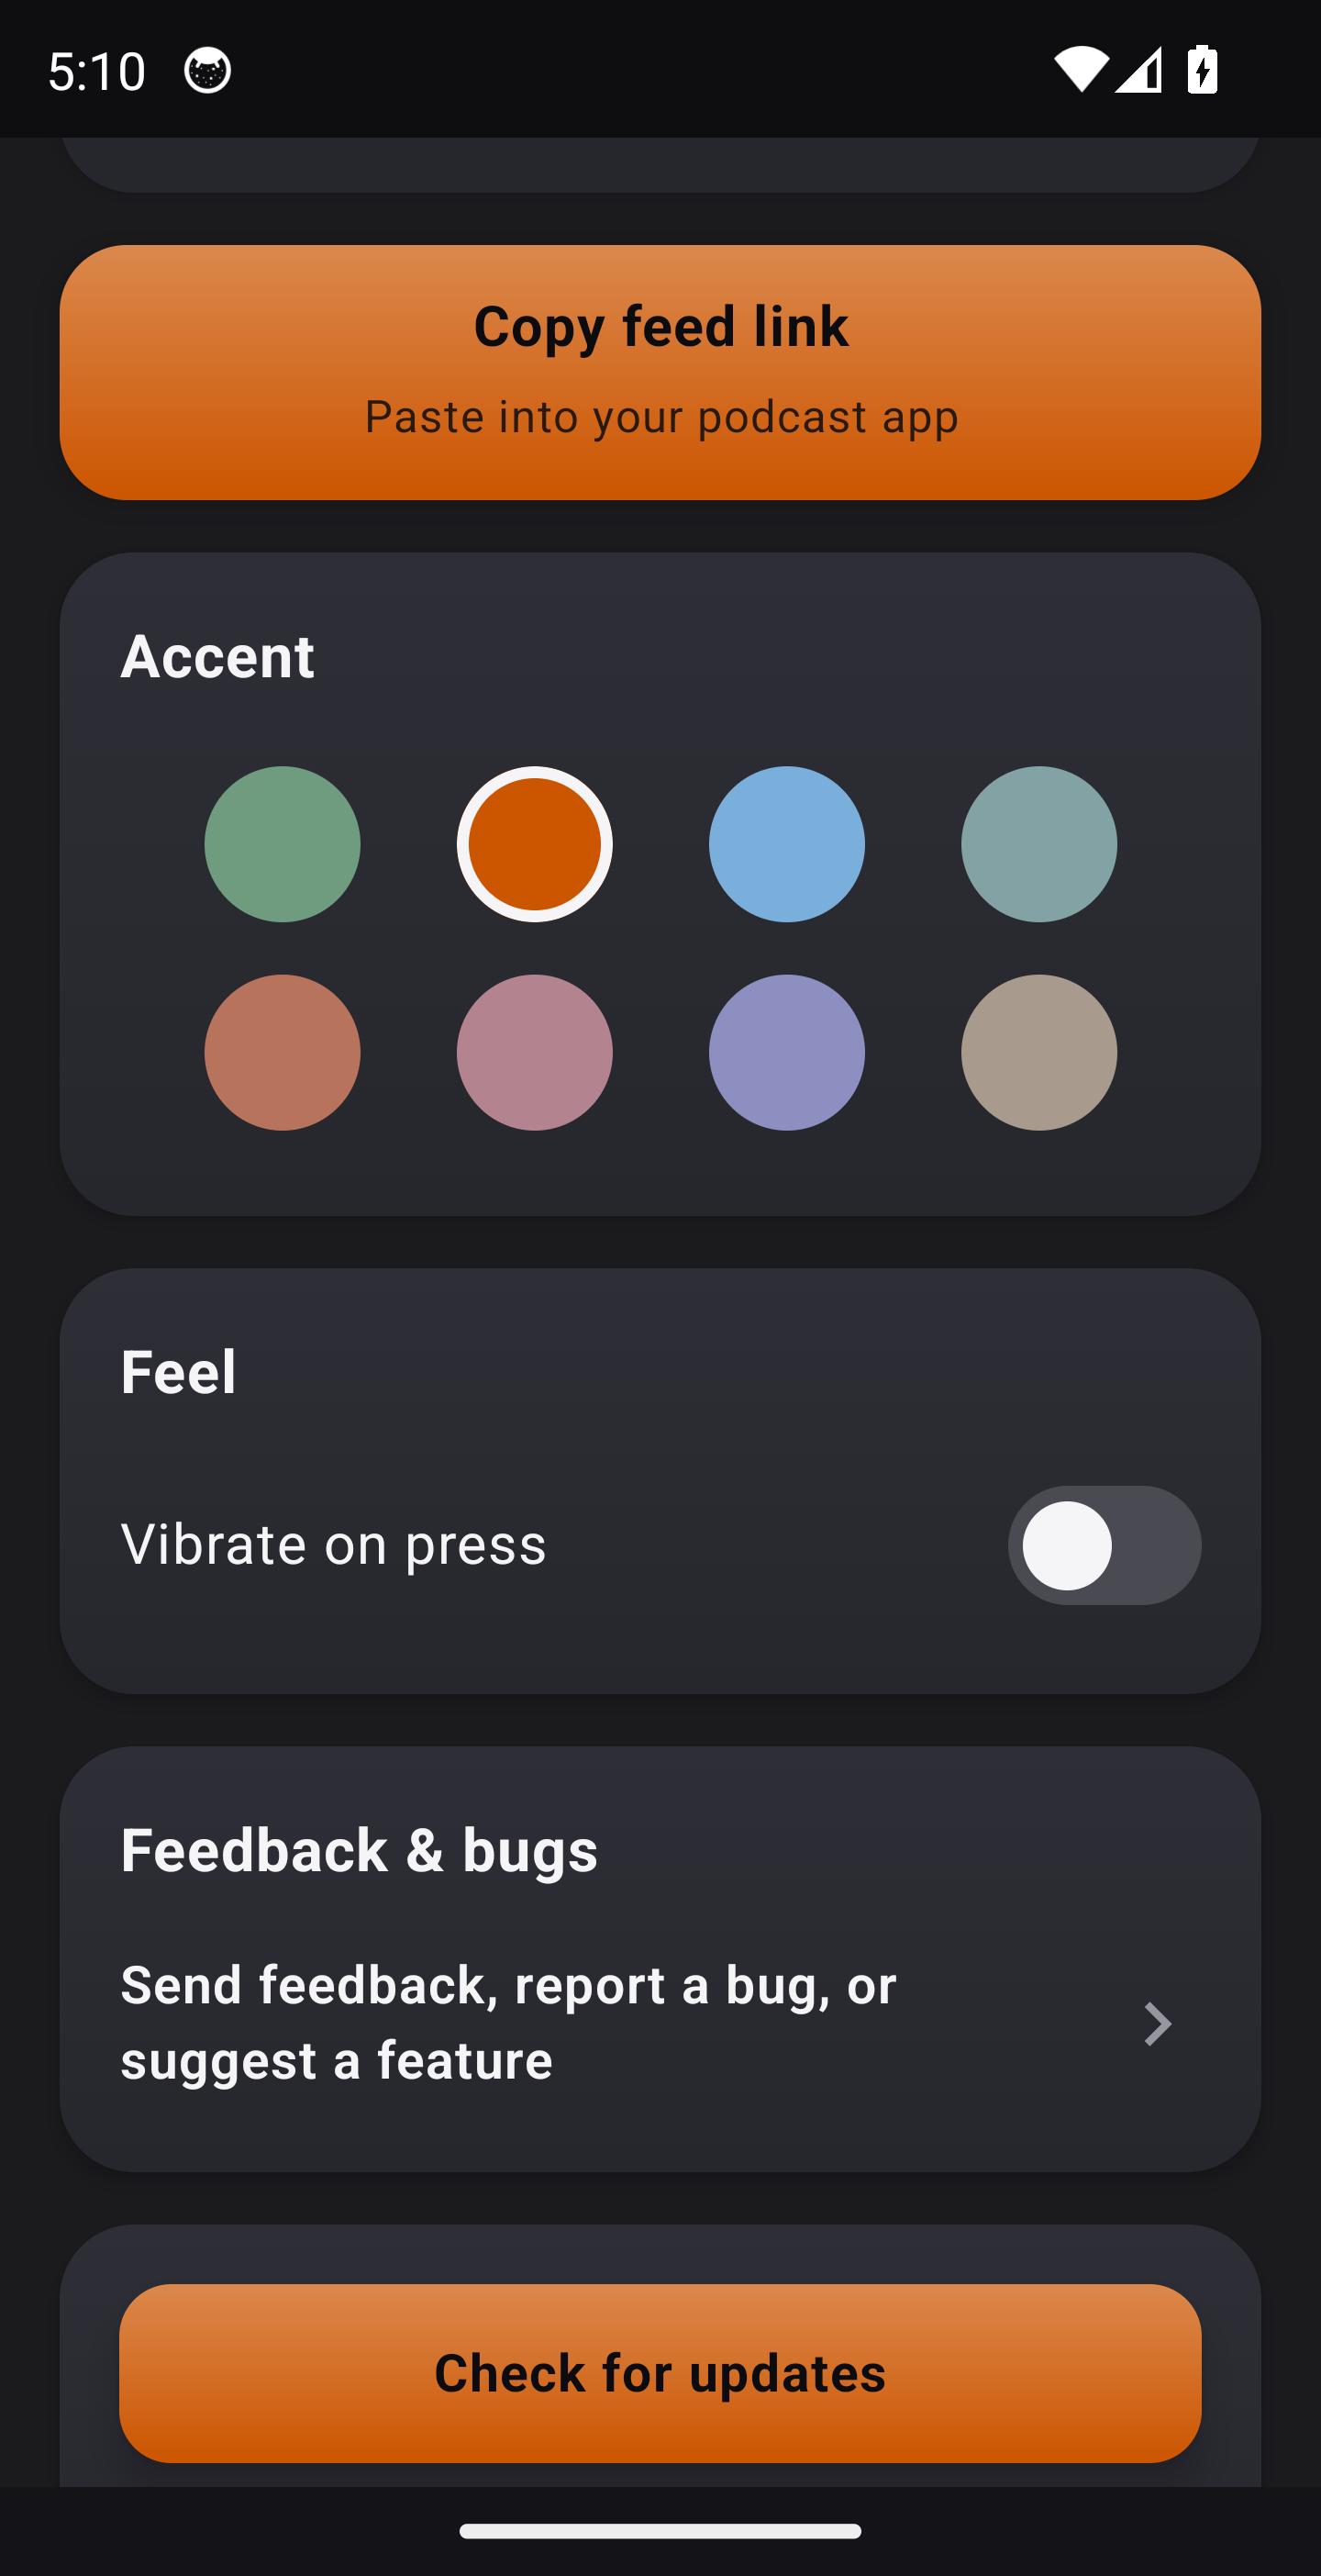 5:10
Copy feed link
Paste into your podcast app
Accent
Feel
Vibrate on press
Feedback & bugs
Send feedback, report a bug, or
suggest a feature
Check for updates